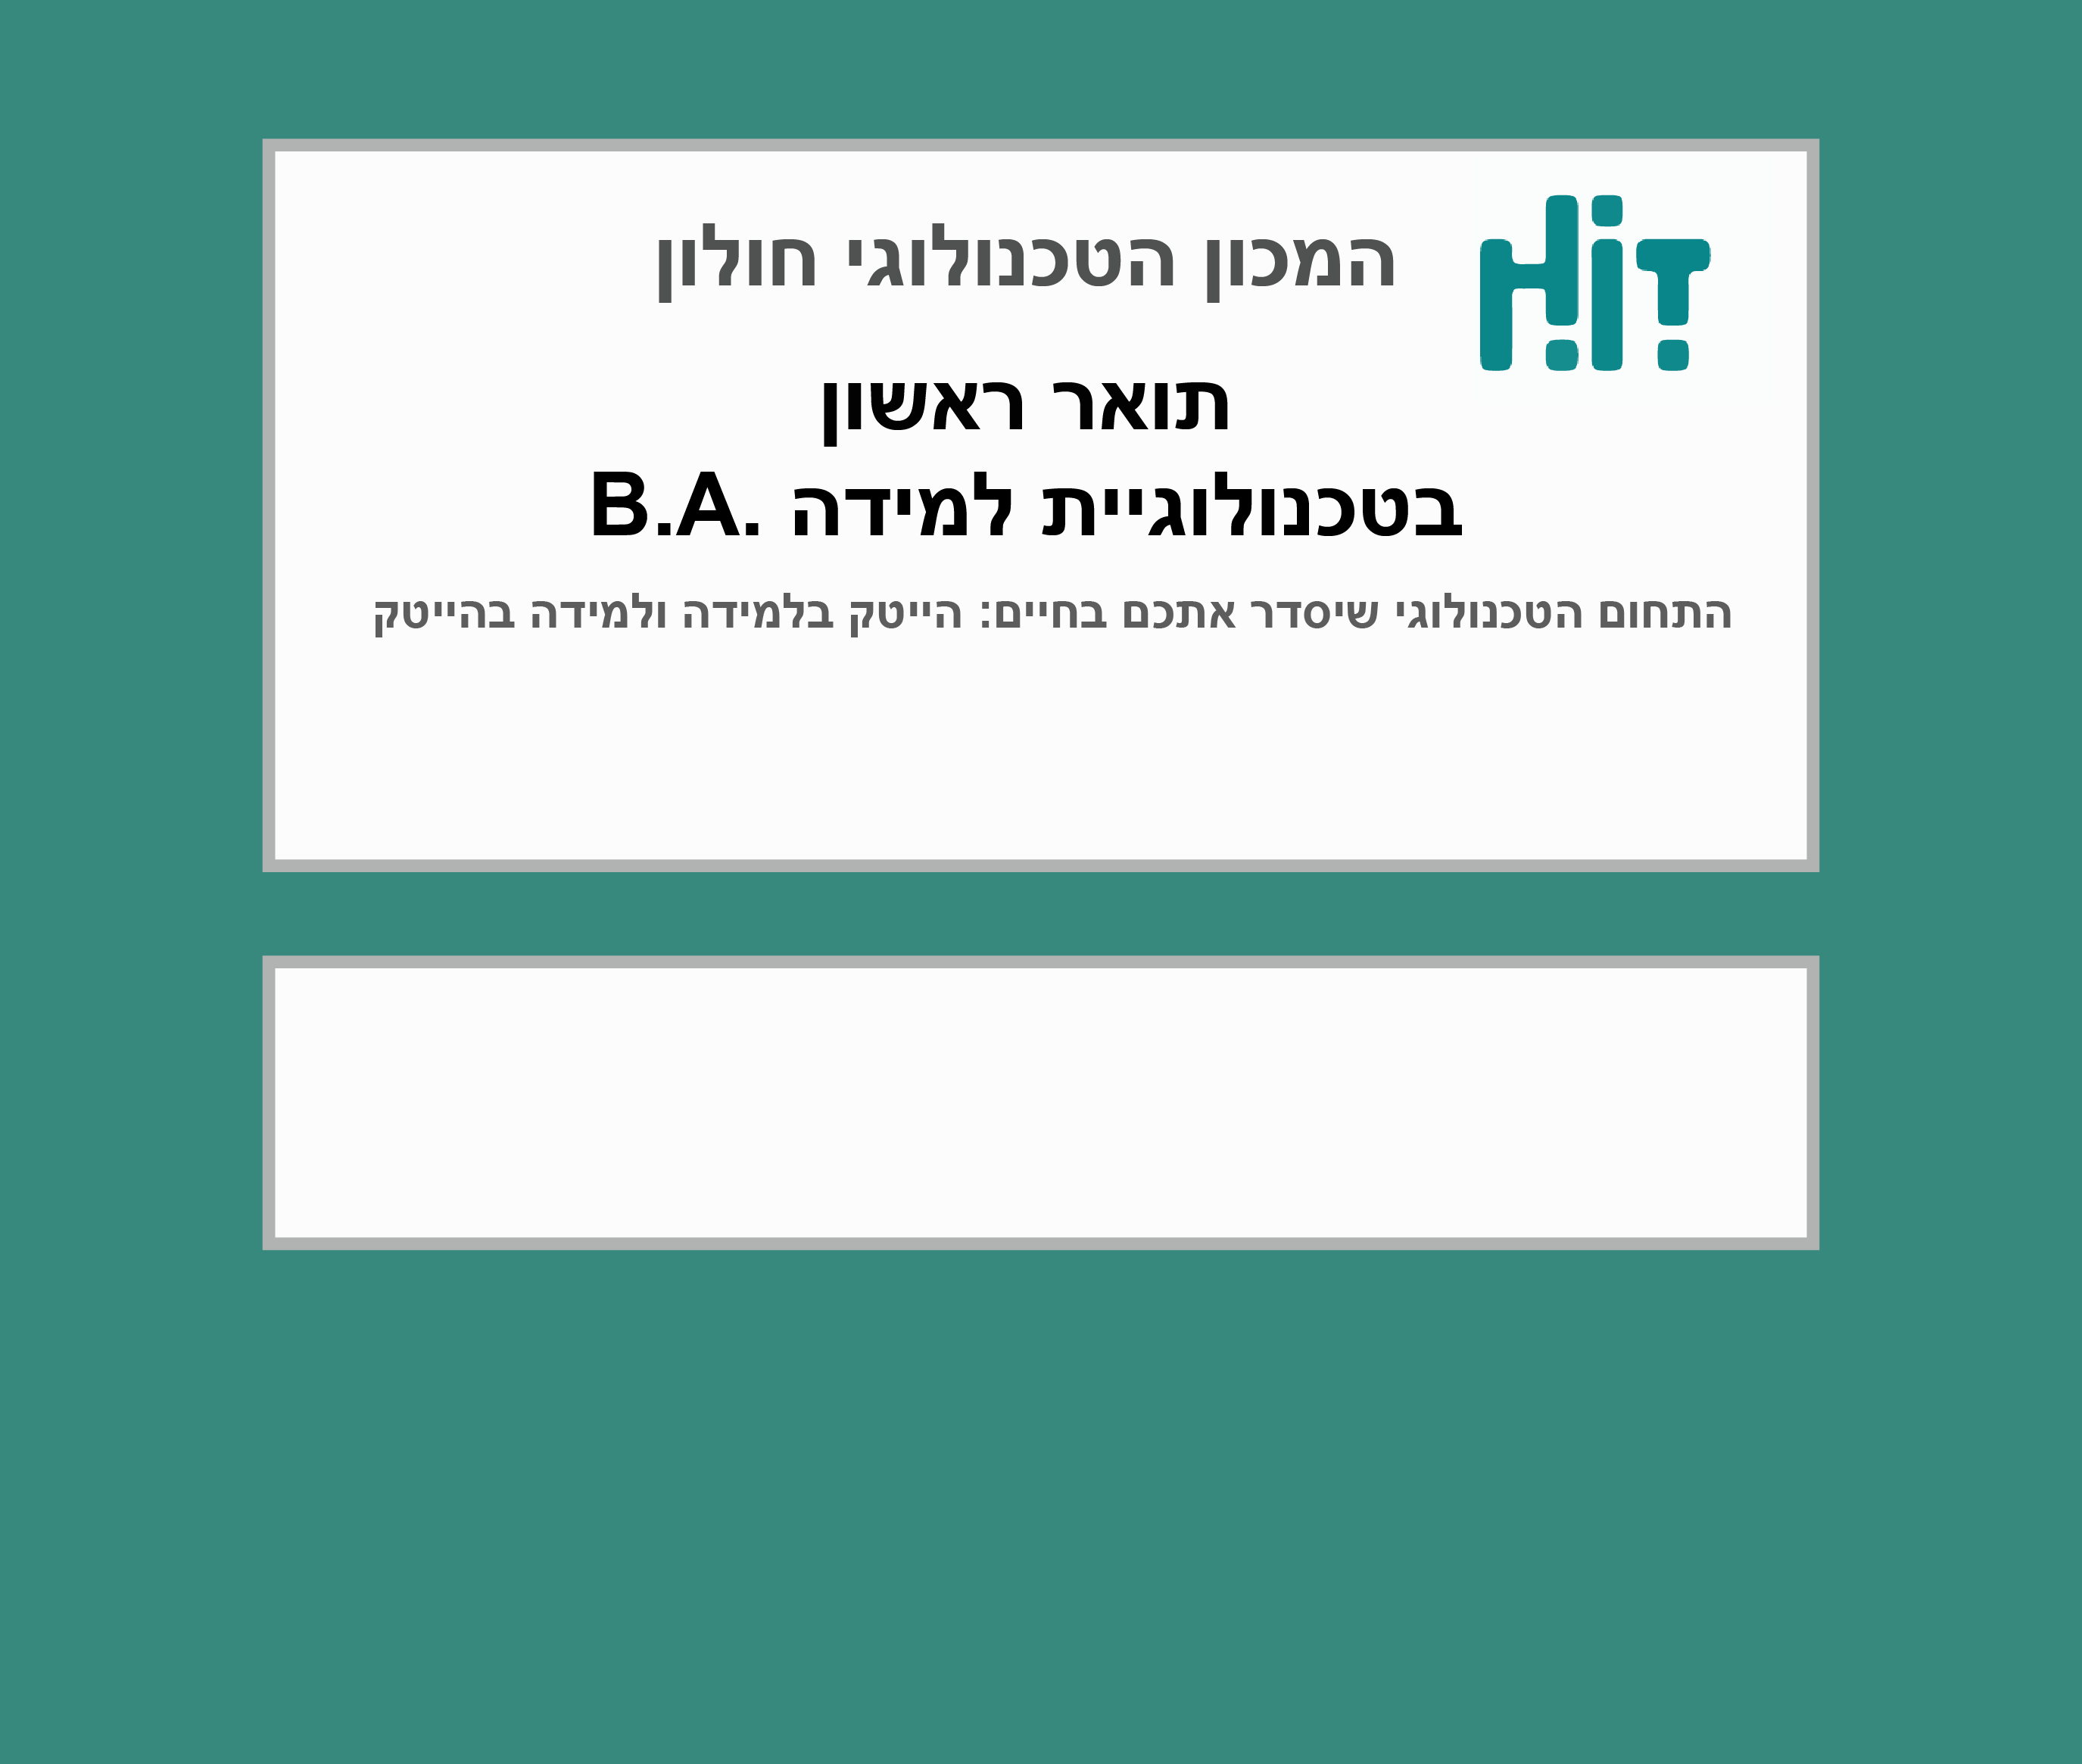 HiT
המכון הטכנולוגי חולון
תואר ראשון
בטכנולוגיית למידה B.A.
התחום הטכנולוגי שיסדר אתכם בחיים: הייטק בלמידה ולמידה בהייטק